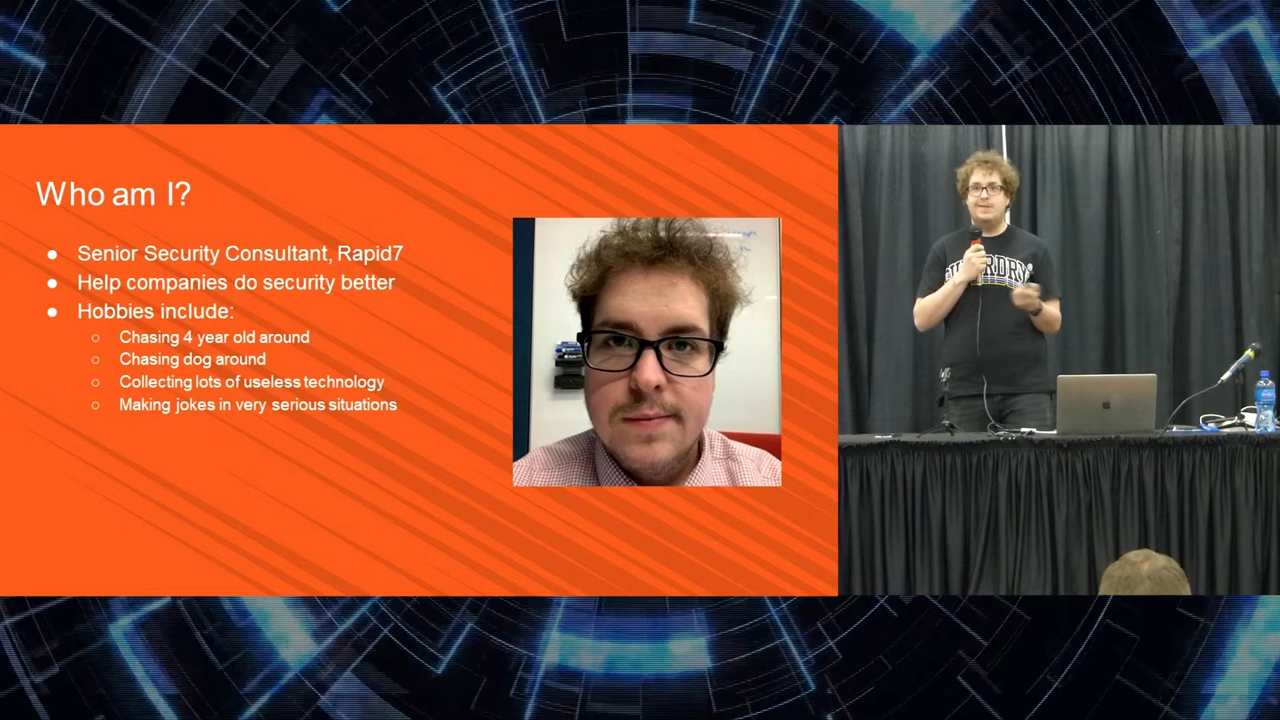 Who am I?
● Senior Security Consultant, Rapid7
● Help companies do security better
● Hobbies include:
○ Chasing 4 year old around
○ Chasing dog around
○ Collecting lots of useless technology
○ Making jokes in very serious situations